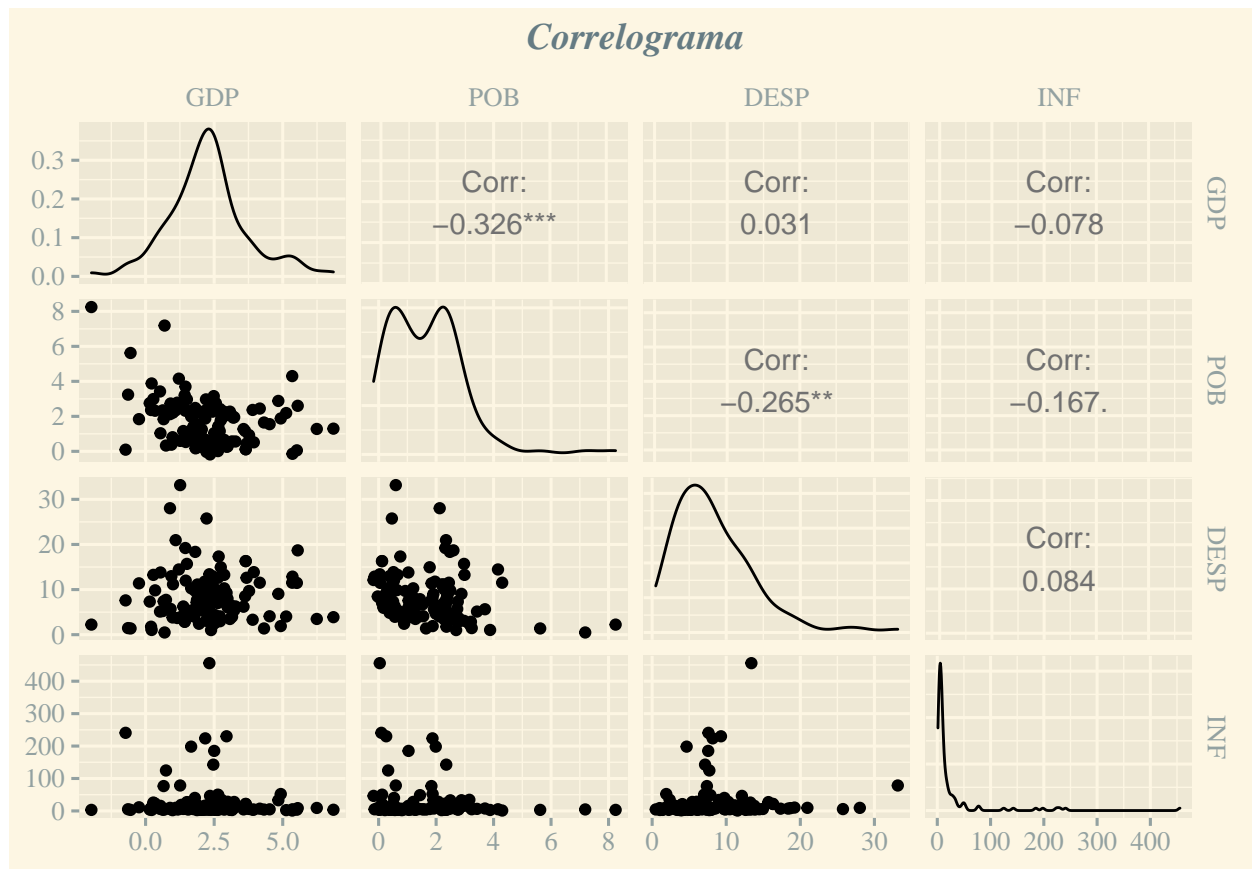 Correlograma
GDP POB DESP INF
0.3
0.2
0.1
0.0
Corr:
−0.326***
Corr:
0.031
Corr:
−0.078
GDP
8
6
4
2
0
Corr:
−0.265**
Corr:
−0.167.
POB
30
20
10
0
Corr:
0.084
DESP
400
300
200
100
0
INF
0.0 2.5 5.0 0 2 4 6 8 0 10 20 30 0 100 200 300 400